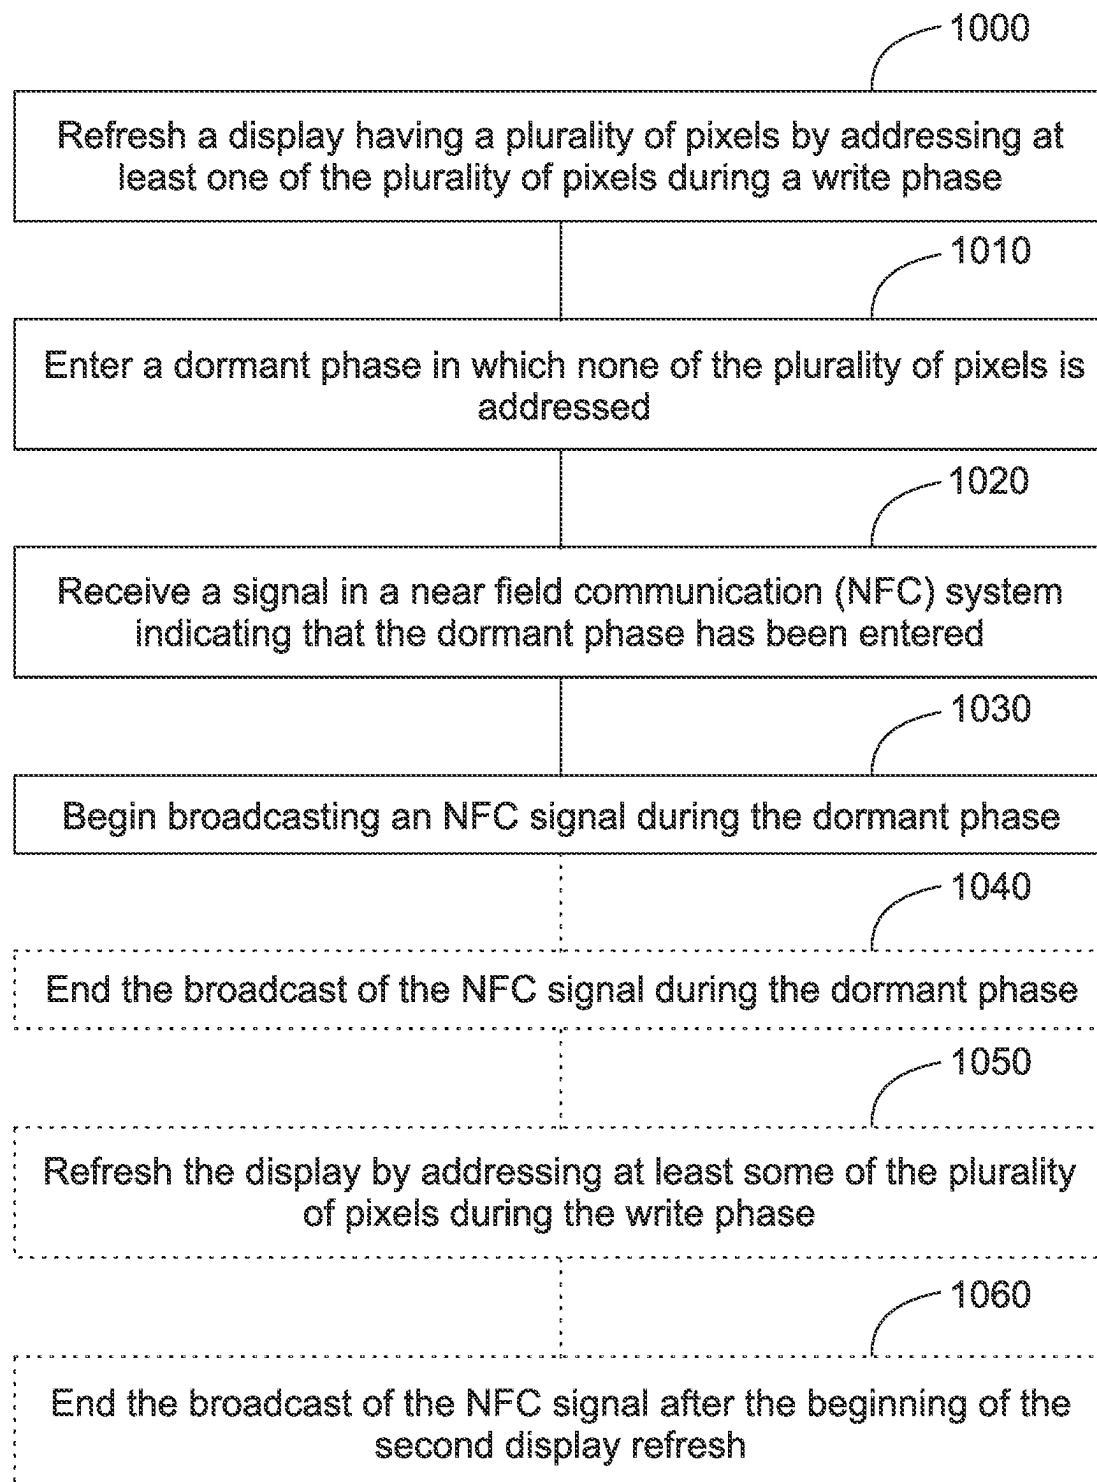 1000
Refresh a display having a plurality of pixels by addressing at
least one of the plurality of pixels during a write phase
1010
Enter a dormant phase in which none of the plurality of pixels is
addressed
1020
Receive a signal in a near field communication (NFC) system
indicating that the dormant phase has been entered
1030
Begin broadcasting an NFC signal during the dormant phase
1040
End the broadcast of the NFC signal during the dormant phase
1050
Refresh the display by addressing at least some of the plurality
of pixels during the write phase
1060
End the broadcast of the NFC signal after the beginning of the
second display refresh